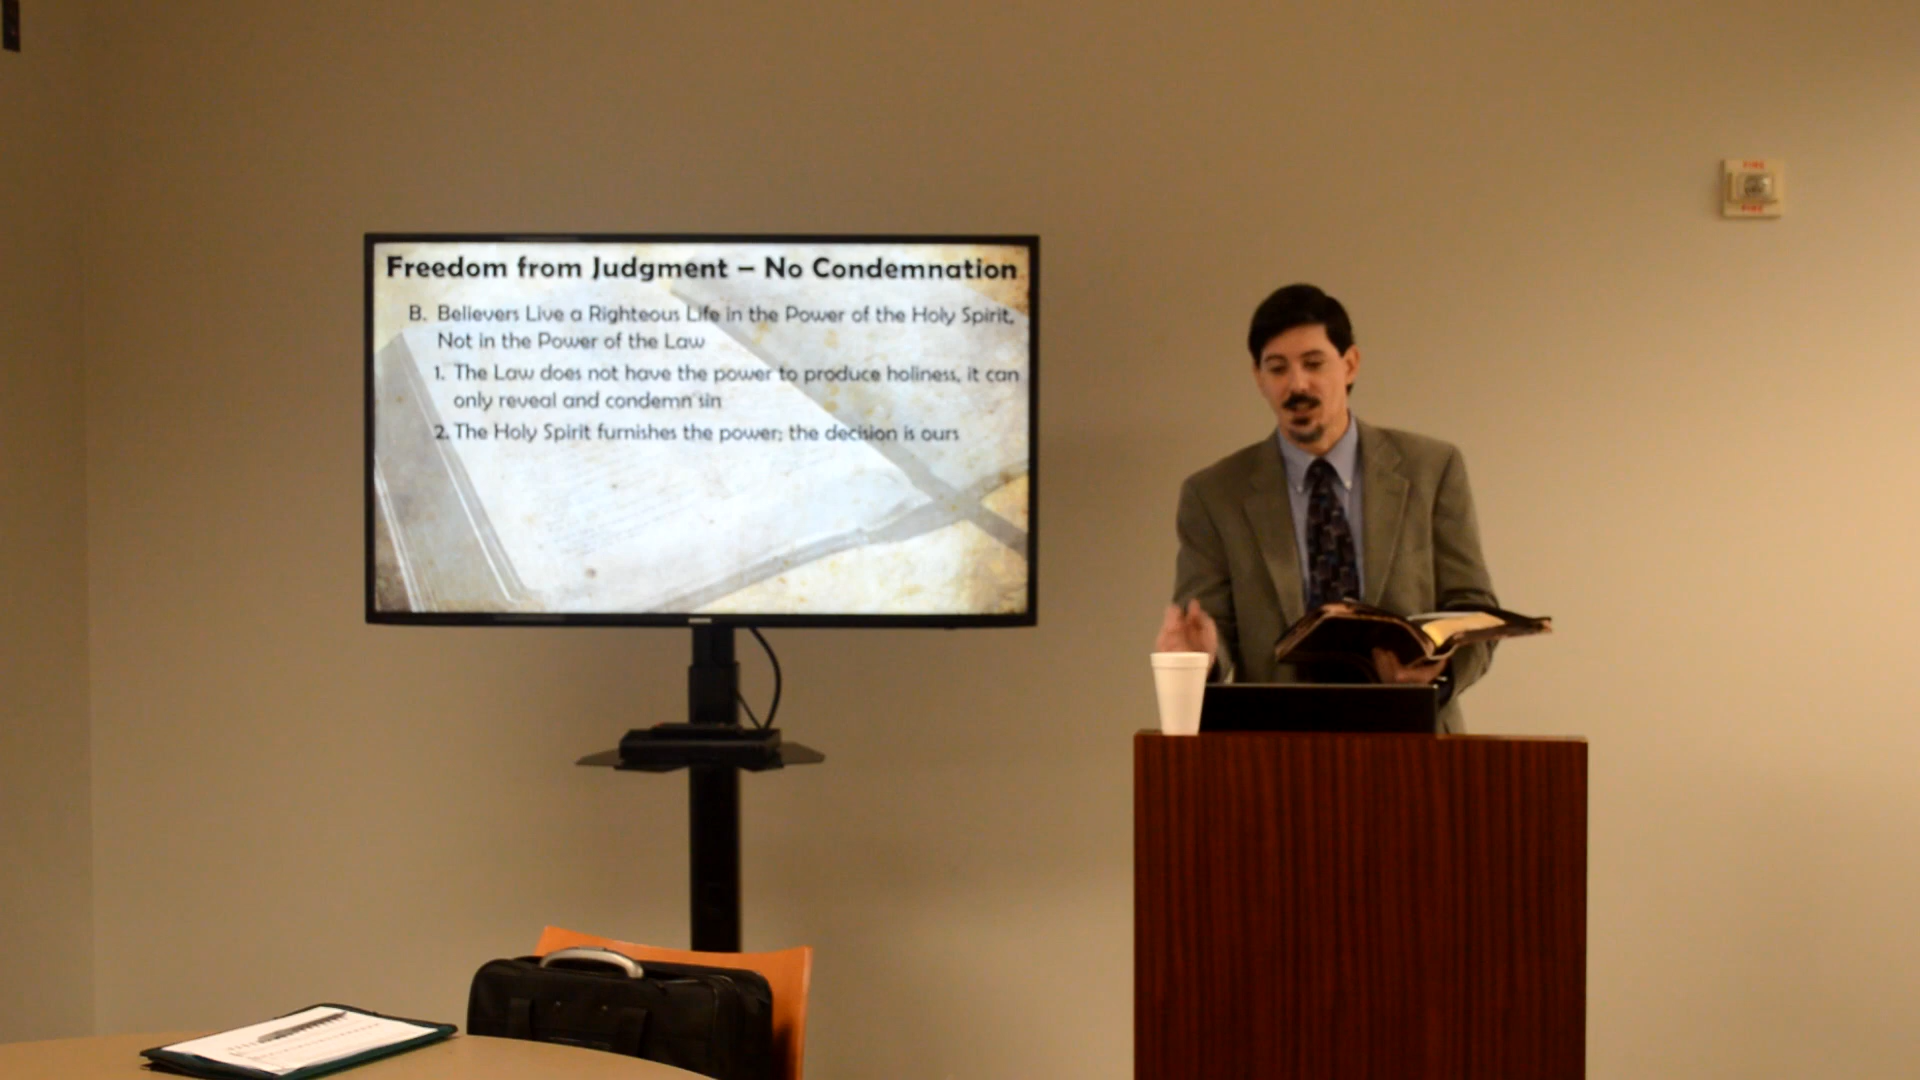 Freedom from Judgment – No Condemnation
B. Believers Live a Righteous Life in the Power of the Holy Spirit,
Not in the Power of the Law
1. The Law does not have the power to produce holiness, it can
only reveal and condemn sin
2. The Holy Spirit furnishes the power; the decision is ours
FIRE
FIRE